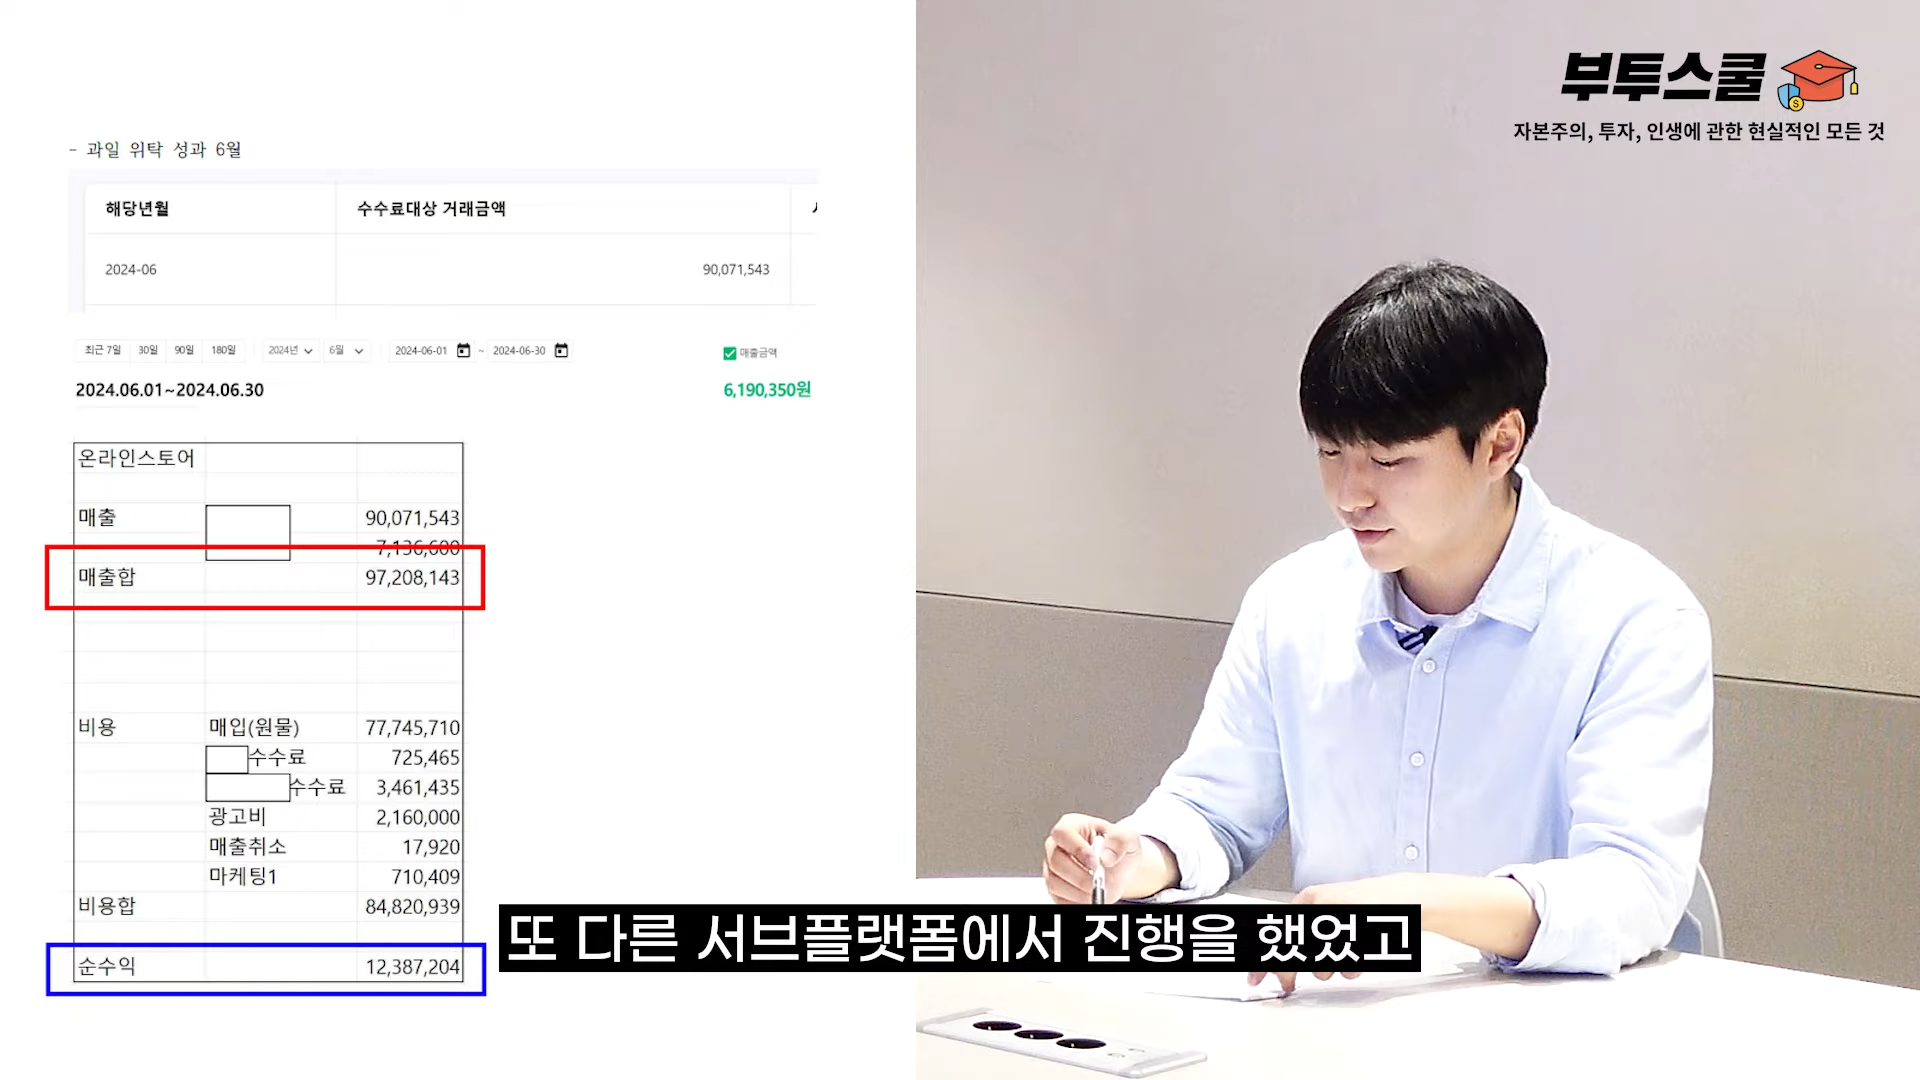 부투스쿨
자본주의, 투자, 인생에 관한 현실적인 모든 것
- 과일 위탁 성과 6월
해당년월 수수료대상 거래금액
2024-06 90,071,543
최근 7일 30일 90일 180일 2024년 6월 2024-06-01 ~ 2024-06-30 매출금액
2024.06.01~2024.06.30 6,190,350원
온라인스토어
매출 90,071,543
7,136,600
매출합 97,208,143
비용 매입(원물) 77,745,710
수수료 725,465
수수료 3,461,435
광고비 2,160,000
매출취소 17,920
마케팅1 710,409
비용합 84,820,939
순수익 12,387,204
또 다른 서브플랫폼에서 진행을 했었고